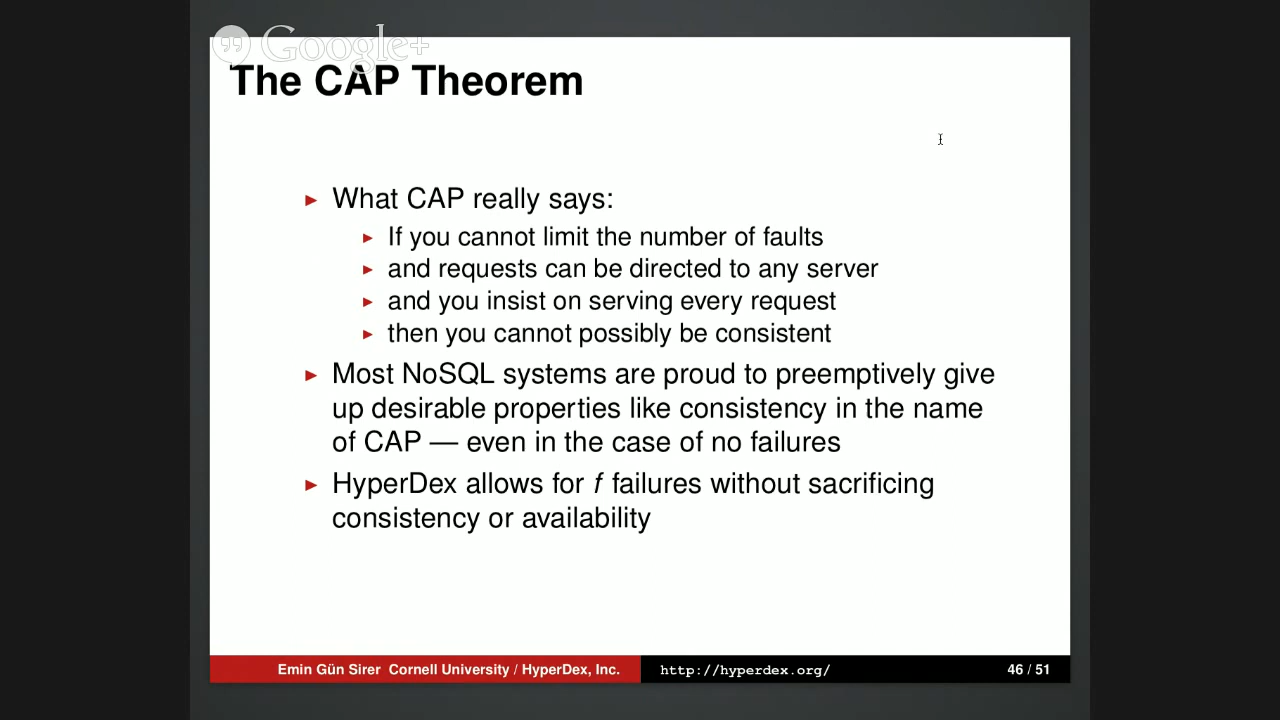 Google+
The CAP Theorem
What CAP really says:
If you cannot limit the number of faults
and requests can be directed to any server
and you insist on serving every request
then you cannot possibly be consistent
Most NoSQL systems are proud to preemptively give
up desirable properties like consistency in the name
of CAP — even in the case of no failures
HyperDex allows for f failures without sacrificing
consistency or availability
Emin Gün Sirer Cornell University / HyperDex, Inc. http://hyperdex.org/ 46 / 51